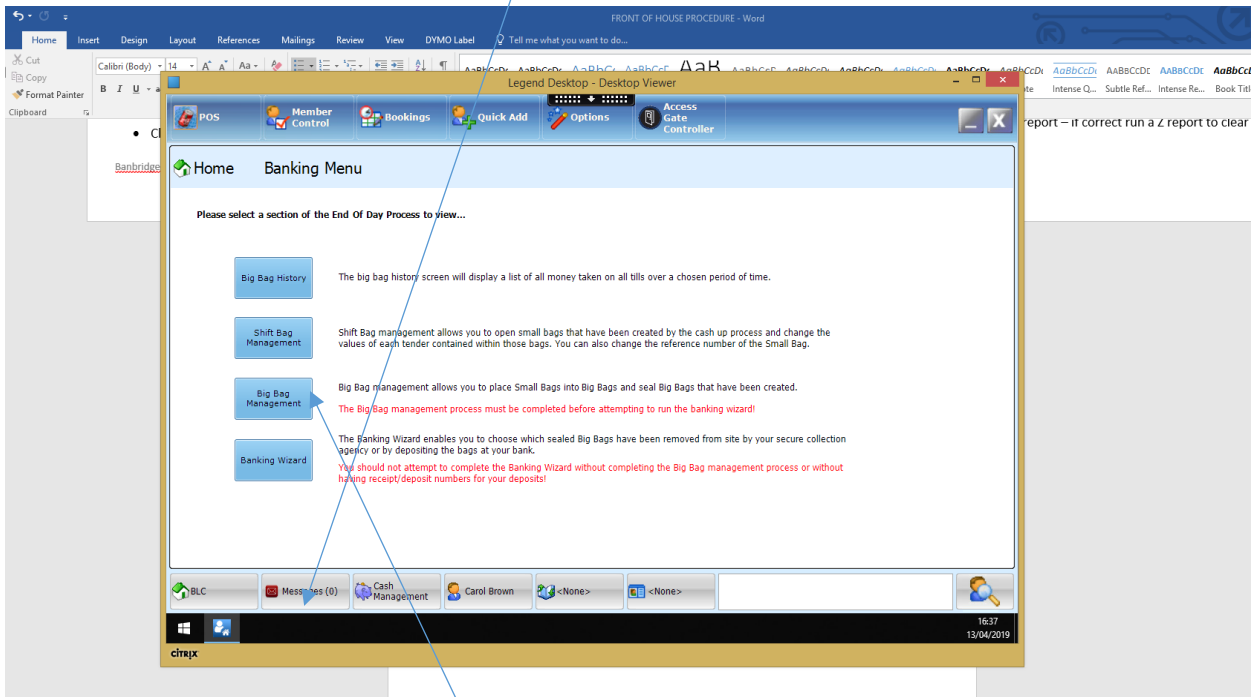 FRONT OF HOUSE PROCEDURE - Word
Home Insert Design Layout References Mailings Review View DYMO Label Tell me what you want to do...
Cut
Copy
Format Painter
Clipboard
Calibri (Body) 14 A A Aa
B I U
AaBbCcDc AaBbCcDc AABBCCDC AABBCCDC AaBbCcDc
Intense Q... Subtle Ref... Intense Re... Book Titl
Legend Desktop - Desktop Viewer
POS
Member Control
Bookings
Quick Add
Options
Access Gate Controller
report – if correct run a Z report to clear
Banbridge
Home Banking Menu
Please select a section of the End Of Day Process to view...
Big Bag History
The big bag history screen will display a list of all money taken on all tills over a chosen period of time.
Shift Bag
Management
Shift Bag management allows you to open small bags that have been created by the cash up process and change the
values of each tender contained within those bags. You can also change the reference number of the Small Bag.
Big Bag
Management
Big Bag management allows you to place Small Bags into Big Bags and seal Big Bags that have been created.
The Big Bag management process must be completed before attempting to run the banking wizard!
Banking Wizard
The Banking Wizard enables you to choose which sealed Big Bags have been removed from site by your secure collection
agency or by depositing the bags at your bank.
You should not attempt to complete the Banking Wizard without completing the Big Bag management process or without
having receipt/deposit numbers for your deposits!
BLC
Messages (0)
Cash
Management
Carol Brown
<None>
<None>
16:37
13/04/2019
CITRIX